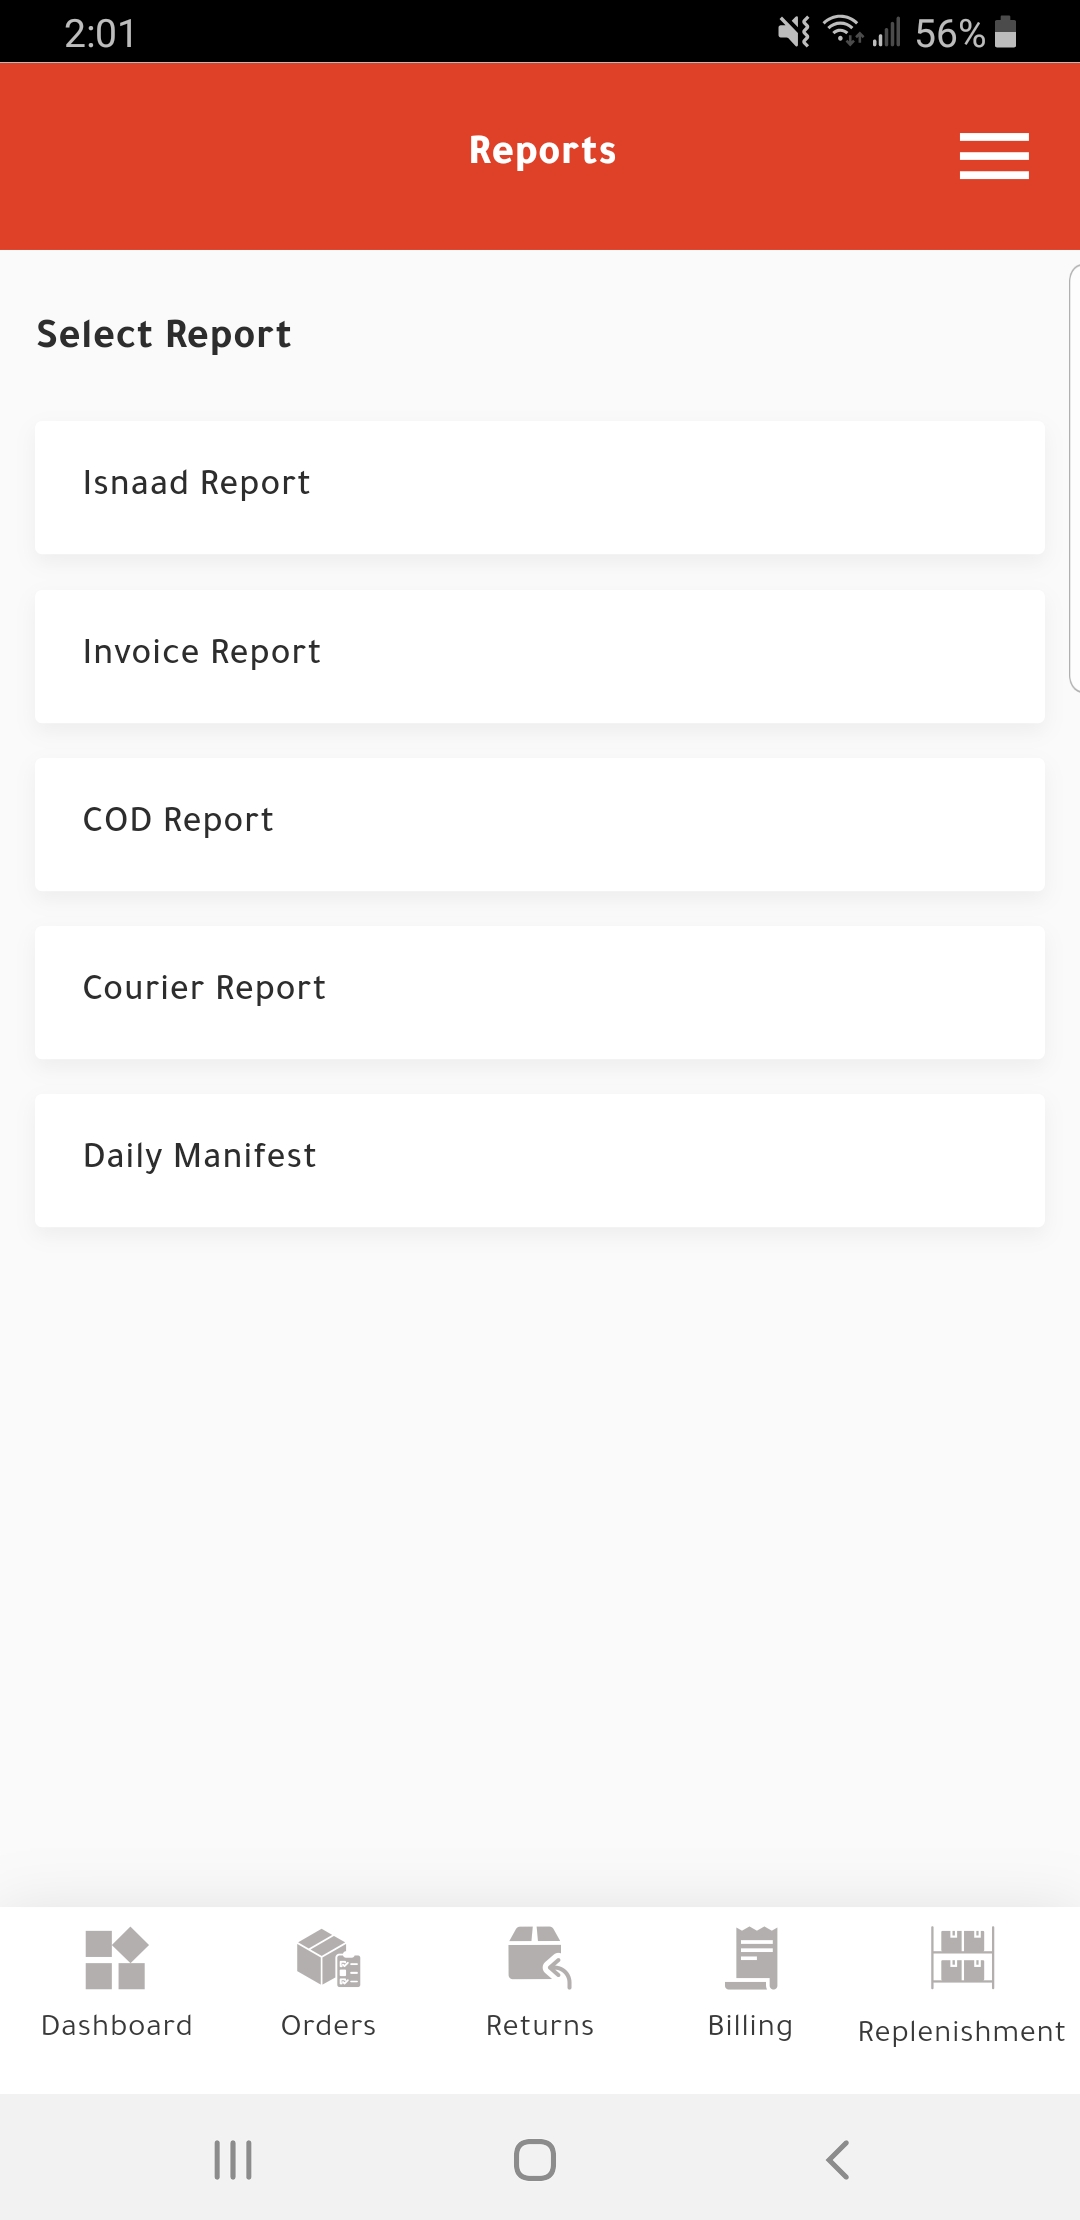 2:01
56%
Reports
Select Report
Isnaad Report
Invoice Report
COD Report
Courier Report
Daily Manifest
Dashboard
Orders
Returns
Billing
Replenishment